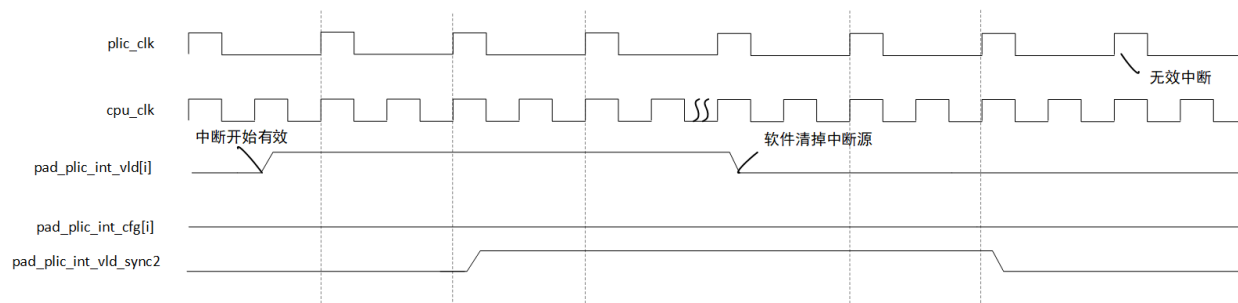 plic_clk
无效中断
cpu_clk
中断开始有效
软件清掉中断源
pad_plic_int_vld[i]
pad_plic_int_cfg[i]
pad_plic_int_vld_sync2